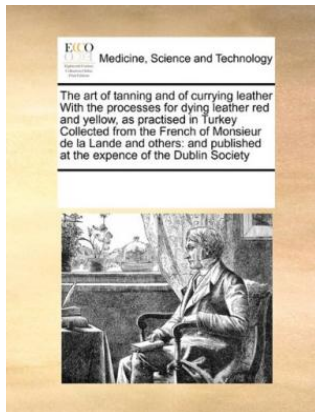 ECCO
Medicine, Science and Technology
The art of tanning and of currying leather
With the processes for dying leather red
and yellow, as practised in Turkey
Collected from the French of Monsieur
de la Lande and others: and published
at the expence of the Dublin Society